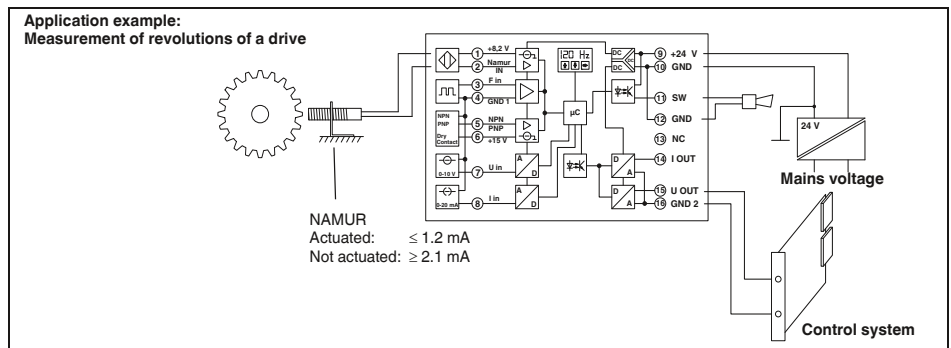 Application example:
Measurement of revolutions of a drive
1 +8,2 V
2 Namur IN
3 F in
4 GND 1
5 NPN
PNP
6 +15 V
7 U in
8 I in
NPN
PNP
Dry
Contact
0-10 V
0-20 mA
120 Hz
µC
A
D
A
D
DC
DC
DC
D
A
D
A
9 +24 V
10 GND
11 SW
12 GND
13 NC
14 I OUT
15 U OUT
16 GND 2
24 V
Mains voltage
NAMUR
Actuated: ≤ 1.2 mA
Not actuated: ≥ 2.1 mA
Control system